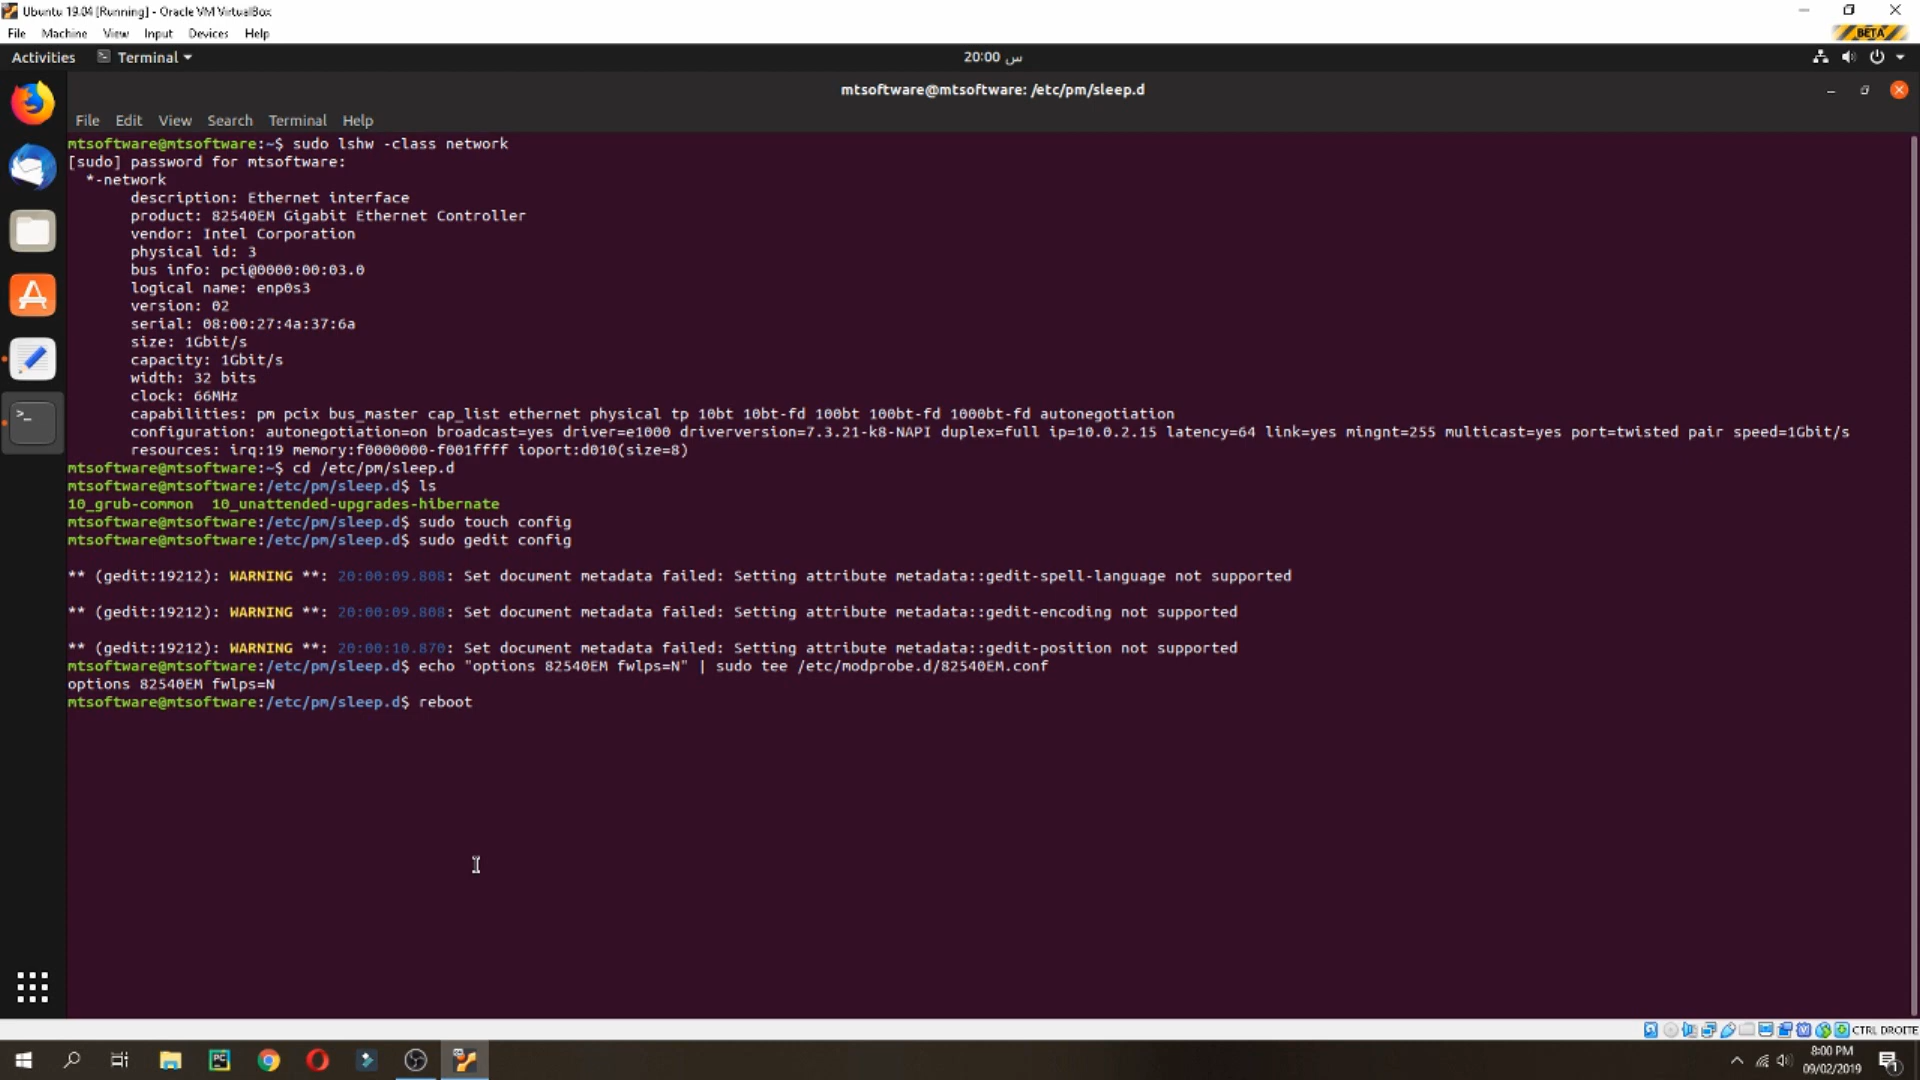 Ubuntu 19.04 [Running] - Oracle VM VirtualBox
File Machine View Input Devices Help
BETA
Activities Terminal
س 20:00
mtsoftware@mtsoftware: /etc/pm/sleep.d
File Edit View Search Terminal Help
mtsoftware@mtsoftware:~$ sudo lshw -class network
[sudo] password for mtsoftware:
*-network
description: Ethernet interface
product: 82540EM Gigabit Ethernet Controller
vendor: Intel Corporation
physical id: 3
bus info: pci@0000:00:03.0
logical name: enp0s3
version: 02
serial: 08:00:27:4a:37:6a
size: 1Gbit/s
capacity: 1Gbit/s
width: 32 bits
clock: 66MHz
capabilities: pm pcix bus_master cap_list ethernet physical tp 10bt 10bt-fd 100bt 100bt-fd 1000bt-fd autonegotiation
configuration: autonegotiation=on broadcast=yes driver=e1000 driverversion=7.3.21-k8-NAPI duplex=full ip=10.0.2.15 latency=64 link=yes mingnt=255 multicast=yes port=twisted pair speed=1Gbit/s
resources: irq:19 memory:f0000000-f001ffff ioport:d010(size=8)
mtsoftware@mtsoftware:~$ cd /etc/pm/sleep.d
mtsoftware@mtsoftware:/etc/pm/sleep.d$ ls
10_grub-common 10_unattended-upgrades-hibernate
mtsoftware@mtsoftware:/etc/pm/sleep.d$ sudo touch config
mtsoftware@mtsoftware:/etc/pm/sleep.d$ sudo gedit config
** (gedit:19212): WARNING **: 20:00:09.808: Set document metadata failed: Setting attribute metadata::gedit-spell-language not supported
** (gedit:19212): WARNING **: 20:00:09.808: Set document metadata failed: Setting attribute metadata::gedit-encoding not supported
** (gedit:19212): WARNING **: 20:00:10.870: Set document metadata failed: Setting attribute metadata::gedit-position not supported
mtsoftware@mtsoftware:/etc/pm/sleep.d$ echo "options 82540EM fwlps=N" | sudo tee /etc/modprobe.d/82540EM.conf
options 82540EM fwlps=N
mtsoftware@mtsoftware:/etc/pm/sleep.d$ reboot
CTRL DROITE
8:00 PM
09/02/2019